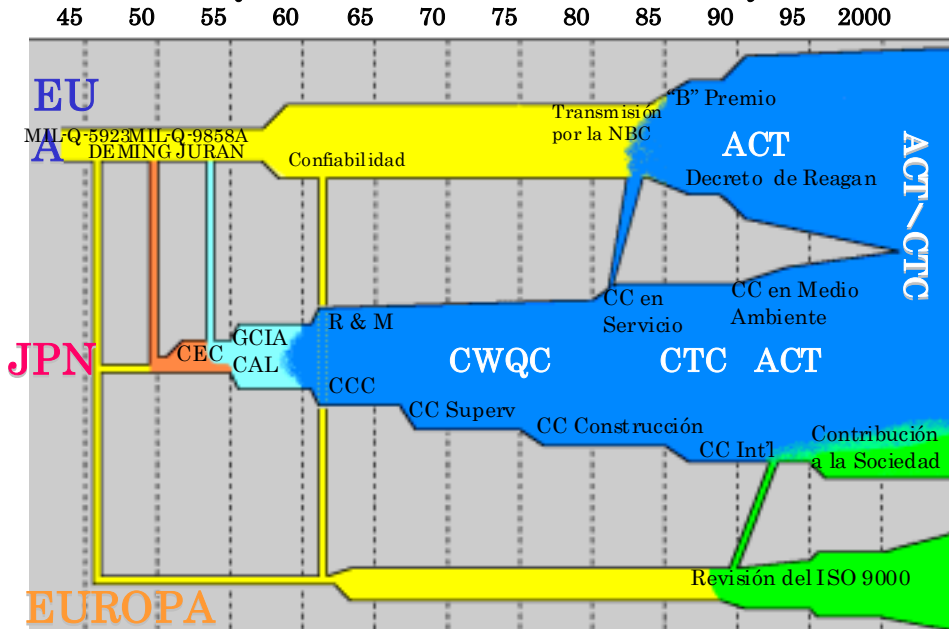 45 50 55 60 65 70 75 80 85 90 95 2000
EU
A
MIL-Q-5923 MIL-Q-9858A
DEMING JURAN
Confiabilidad
Transmisión
por la NBC
"B" Premio
ACT
Decreto de Reagan
ACT～CTC
JPN
CEC
GCIA
CAL
R & M
CCC
CWQC
CTC
ACT
CC en
Servicio
CC en Medio
Ambiente
CC Superv
CC Construcción
CC Int'l
Contribución
a la Sociedad
EUROPA
Revisión del ISO 9000